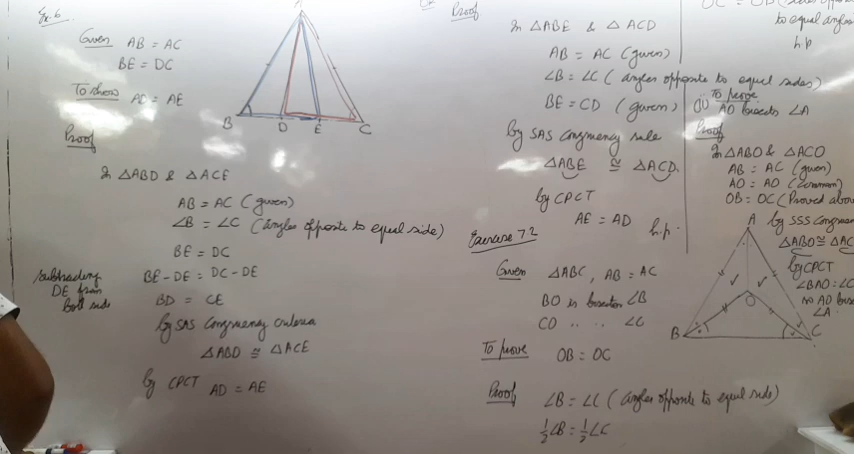 Ex. 6
Given AB = AC
BE = DC
To show AD = AE
Proof
B D E C
In △ABD & △ACE
AB = AC (given)
∠B = ∠C (angles opposite to equal side)
BE = DC
Subtracting DE from both side
BE - DE = DC - DE
BD = CE
by SAS congruency criteria
△ABD ≅ △ACE
by CPCT AD = AE
Proof
In △ABE & △ACD
AB = AC (given)
∠B = ∠C (angles opposite to equal sides)
BE = CD (given)
by SAS congruency rule
△ABE ≅ △ACD
by CPCT
AE = AD h.p.
Exercise 7.2
Given △ABC, AB = AC
BO is bisector ∠B
CO .. .. ∠C
To prove OB = OC
Proof ∠B = ∠C (angles opposite to equal side)
½∠B = ½∠C
to equal angles
h.p
(ii) To prove
AO bisects ∠A
Proof
In △ABO & △ACO
AB = AC (given)
AO = AO (common)
OB = OC (Proved above
by SSS congruen
△ABO ≅ △AC
by CPCT
∠BAO = ∠C
so AO bise
∠A.
A
O
B C